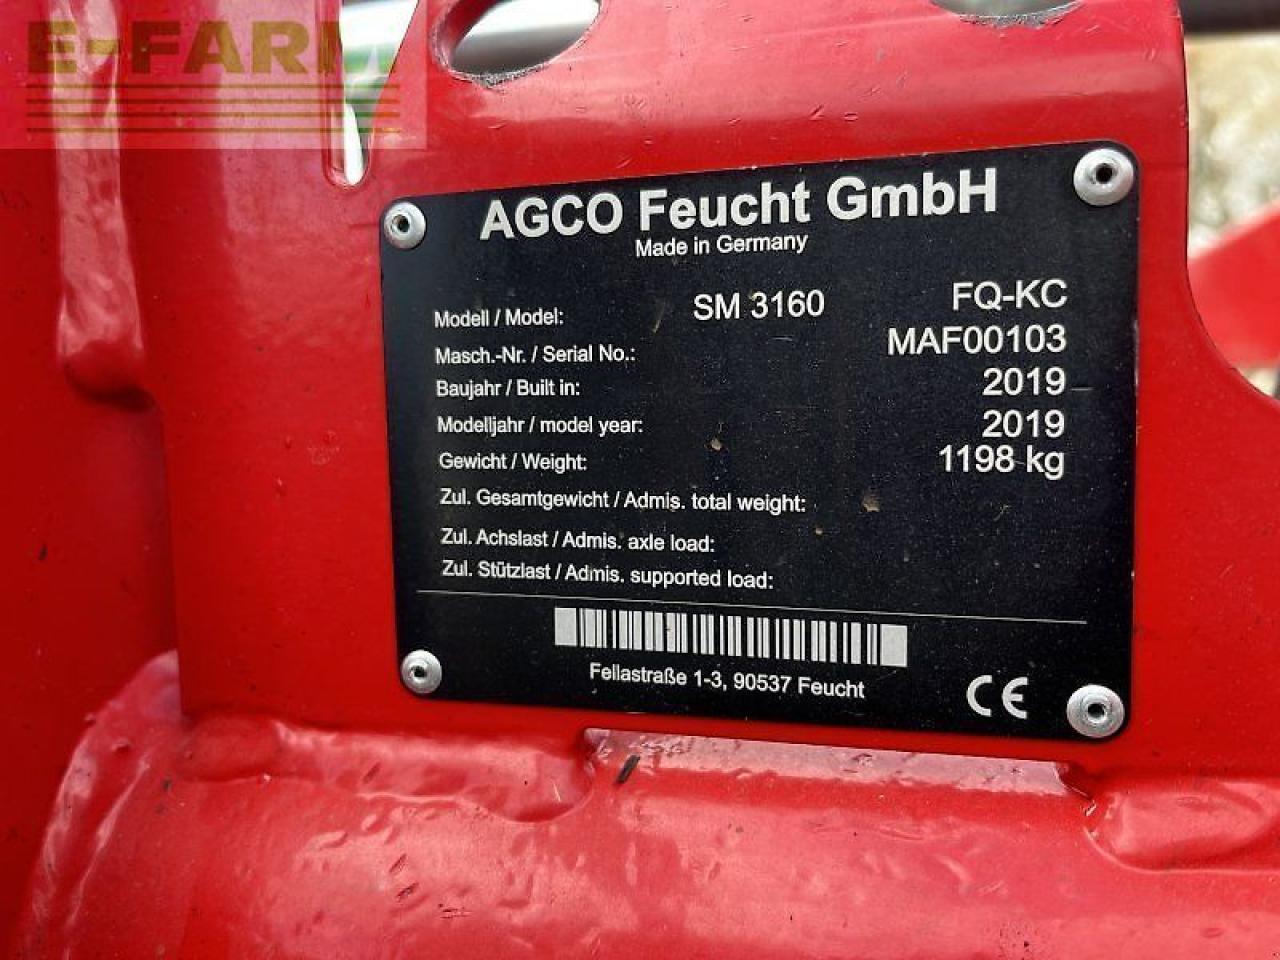 E-FARM
AGCO Feucht GmbH
Made in Germany
Modell / Model: SM 3160 FQ-KC
Masch.-Nr. / Serial No.: MAF00103
Baujahr / Built in: 2019
Modelljahr / model year: 2019
Gewicht / Weight: 1198 kg
Zul. Gesamtgewicht / Admis. total weight:
Zul. Achslast / Admis. axle load:
Zul. Stützlast / Admis. supported load:
Fellastraße 1-3, 90537 Feucht
CE